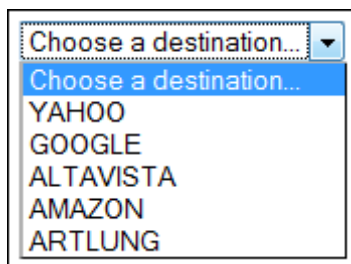 Choose a destination...
Choose a destination...
YAHOO
GOOGLE
ALTAVISTA
AMAZON
ARTLUNG